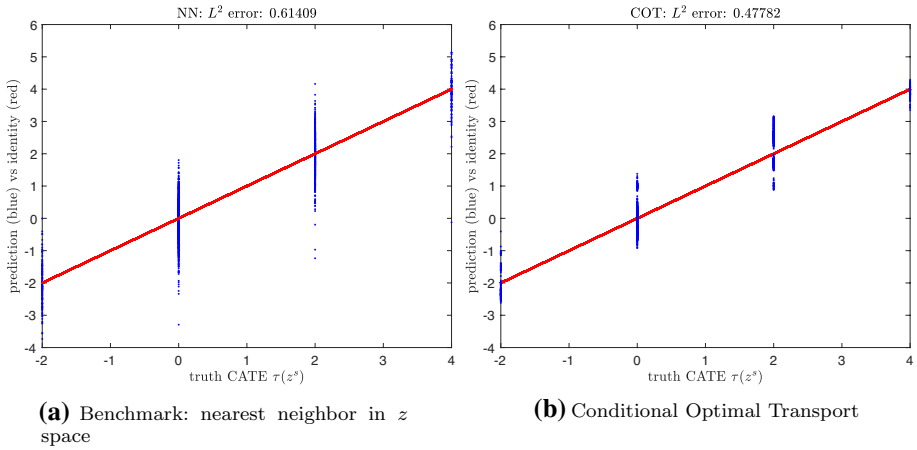 NN: L² error: 0.61409
prediction (blue) vs identity (red)
6
5
4
3
2
1
0
-1
-2
-3
-4
-2 -1 0 1 2 3 4
truth CATE τ(zˢ)
(a) Benchmark: nearest neighbor in z
space
COT: L² error: 0.47782
prediction (blue) vs identity (red)
6
5
4
3
2
1
0
-1
-2
-3
-4
-2 -1 0 1 2 3 4
truth CATE τ(zˢ)
(b) Conditional Optimal Transport